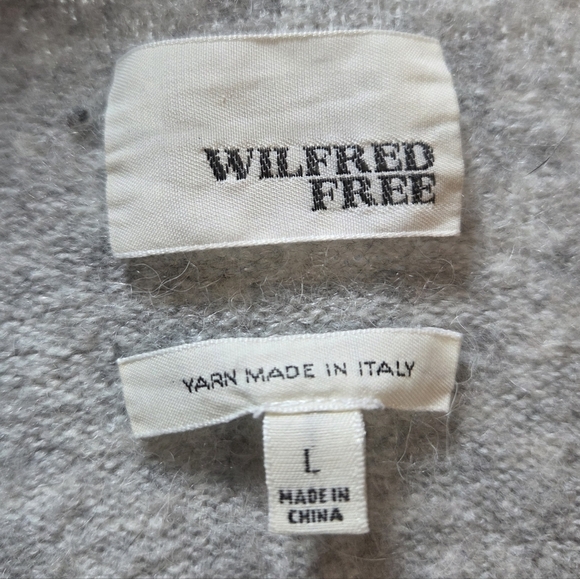 WILFRED
FREE
YARN MADE IN ITALY
L
MADE IN
CHINA